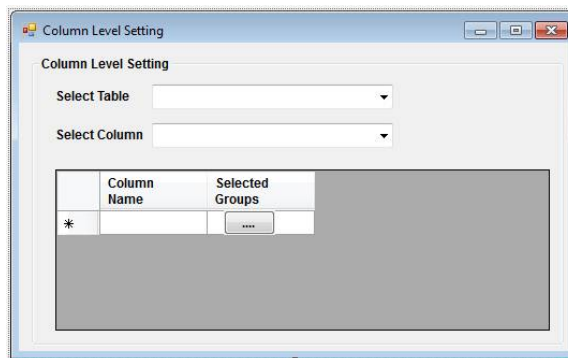 Column Level Setting
Column Level Setting
Select Table
Select Column
Column Selected
Name Groups
* ....